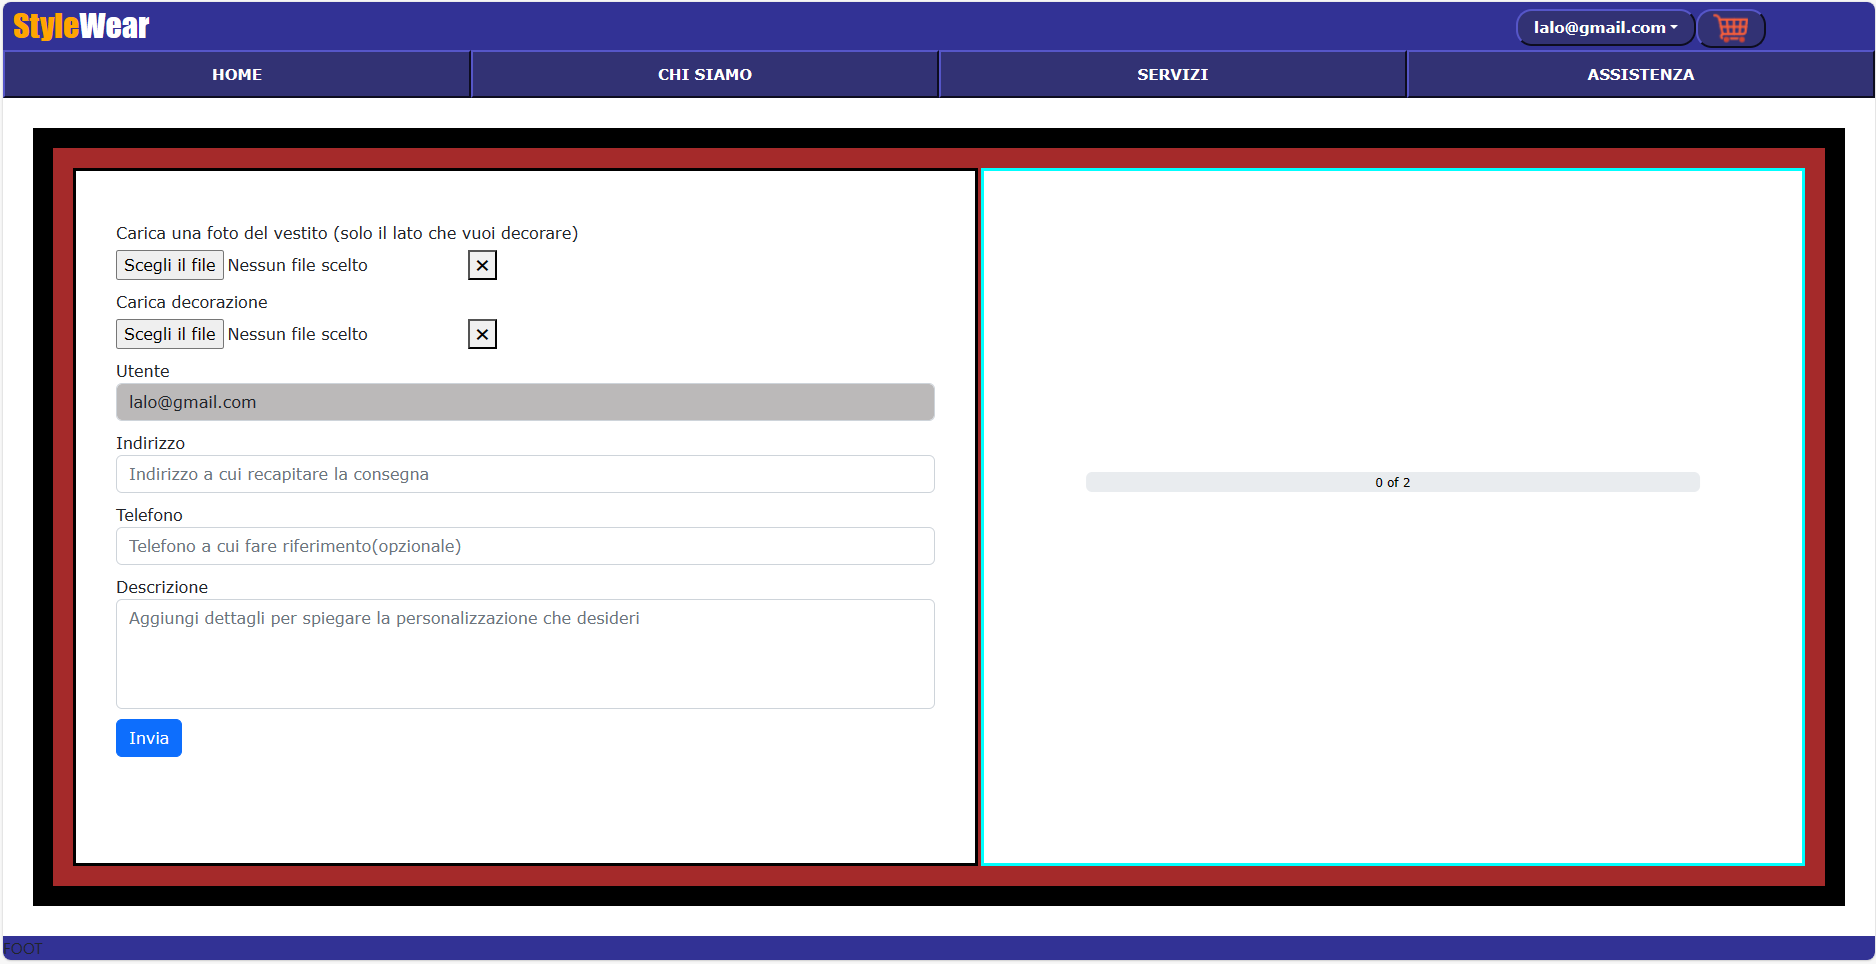 StyleWear
lalo@gmail.com
HOME CHI SIAMO SERVIZI ASSISTENZA
Carica una foto del vestito (solo il lato che vuoi decorare)
Scegli il file Nessun file scelto ✕
Carica decorazione
Scegli il file Nessun file scelto ✕
Utente
lalo@gmail.com
Indirizzo
Indirizzo a cui recapitare la consegna
Telefono
Telefono a cui fare riferimento(opzionale)
Descrizione
Aggiungi dettagli per spiegare la personalizzazione che desideri
Invia
0 of 2
FOOT